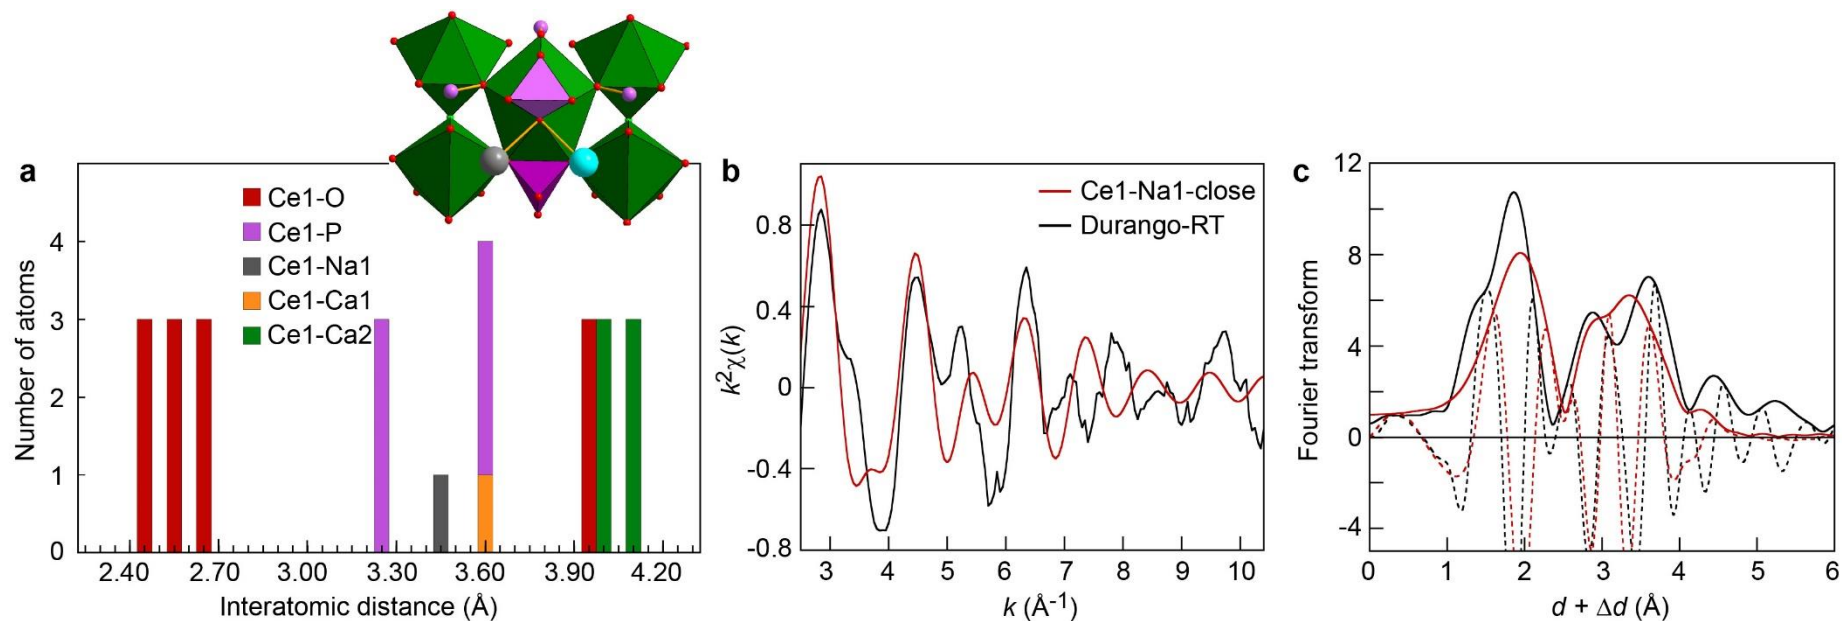 a
Ce1-O
Ce1-P
Ce1-Na1
Ce1-Ca1
Ce1-Ca2
4
3
2
1
0
Number of atoms
2.40 2.70 3.00 3.30 3.60 3.90 4.20
Interatomic distance (Å)
b
Ce1-Na1-close
Durango-RT
0.8
0.4
0
-0.4
-0.8
k²χ(k)
3 4 5 6 7 8 9 10
k (Å⁻¹)
c
12
8
4
0
-4
Fourier transform
0 1 2 3 4 5 6
d + Δd (Å)